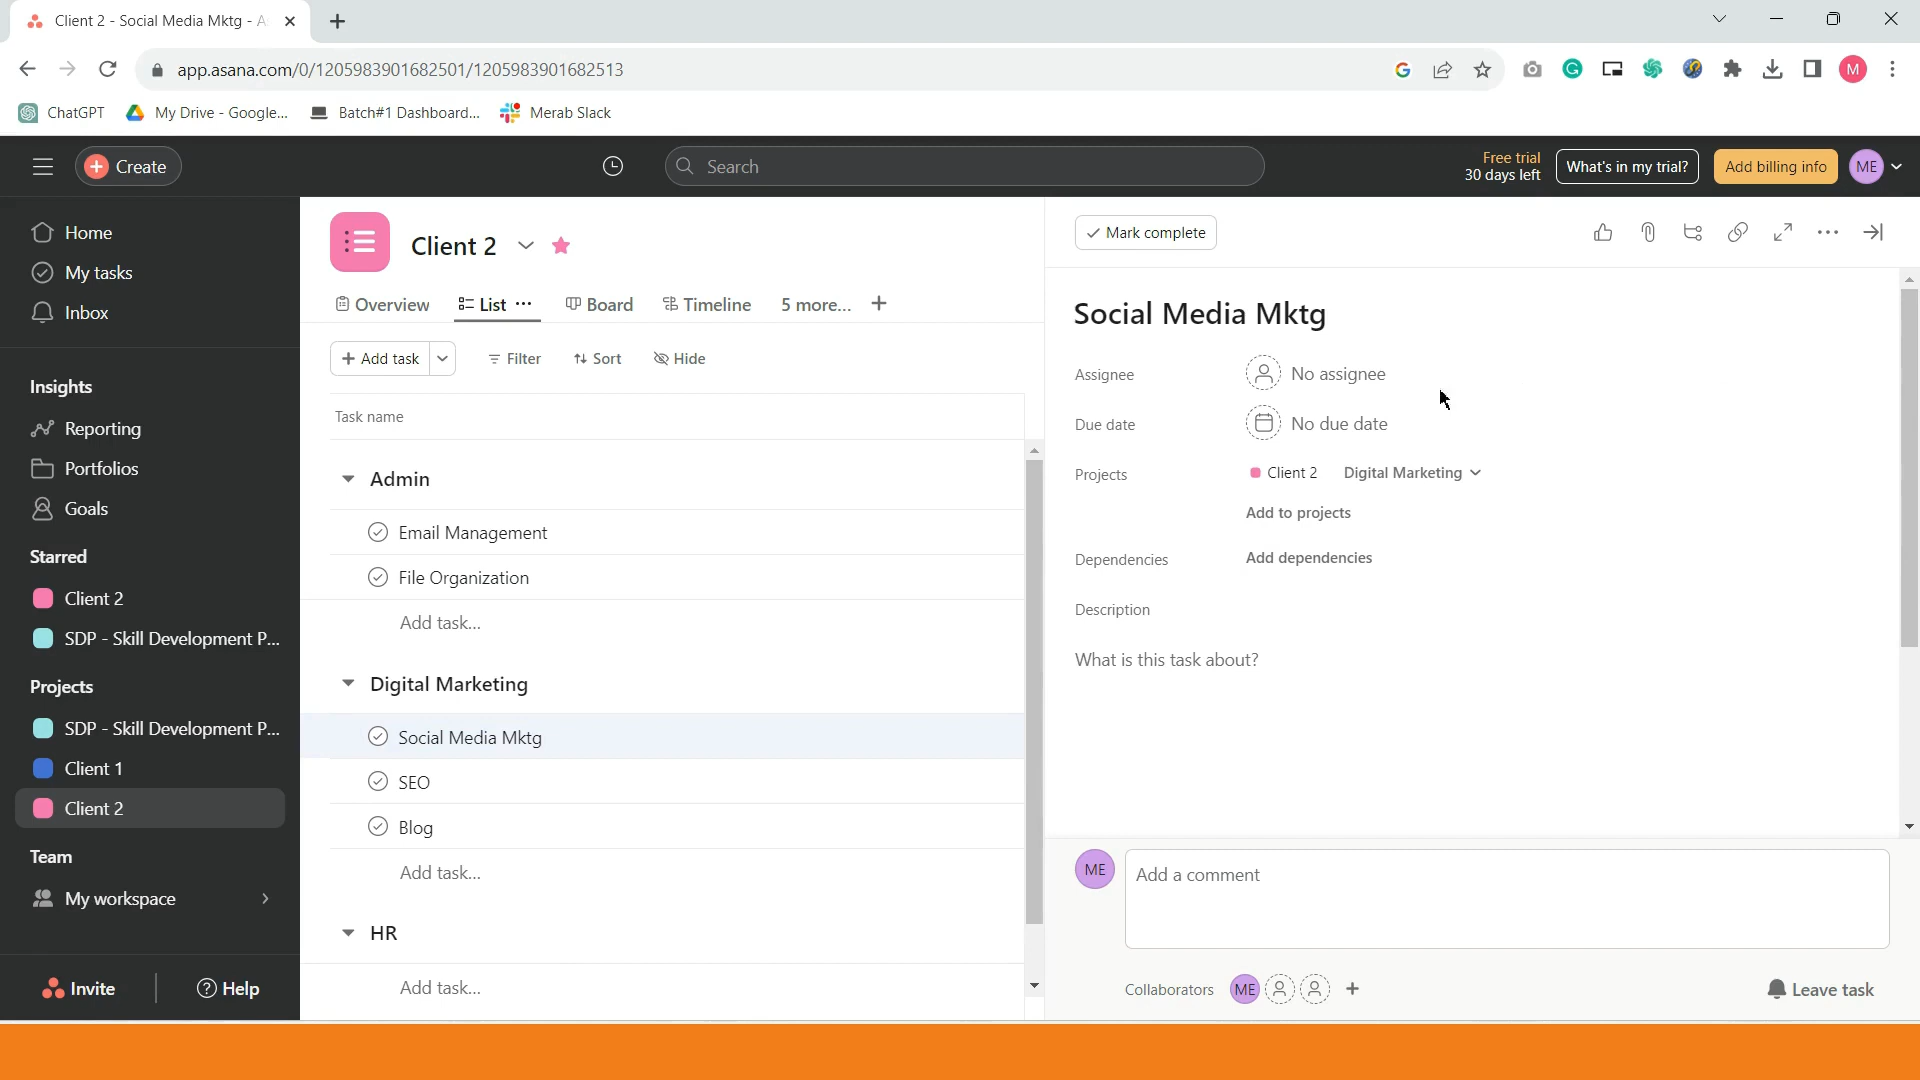 Client 2 - Social Media Mktg - A
app.asana.com/0/1205983901682501/1205983901682513
M
ChatGPT
My Drive - Google...
Batch#1 Dashboard...
Merab Slack
Create
Search
Free trial
30 days left
What's in my trial?
Add billing info
ME
Home
My tasks
Inbox
Insights
Reporting
Portfolios
Goals
Starred
Client 2
SDP - Skill Development P...
Projects
SDP - Skill Development P...
Client 1
Client 2
Team
My workspace
Invite
Help
Client 2
Overview
List
Board
Timeline
5 more...
Add task
Filter
Sort
Hide
Task name
Admin
Email Management
File Organization
Add task...
Digital Marketing
Social Media Mktg
SEO
Blog
Add task...
HR
Add task...
Mark complete
Social Media Mktg
Assignee
No assignee
Due date
No due date
Projects
Client 2
Digital Marketing
Add to projects
Dependencies
Add dependencies
Description
What is this task about?
ME
Add a comment
Collaborators
ME
Leave task